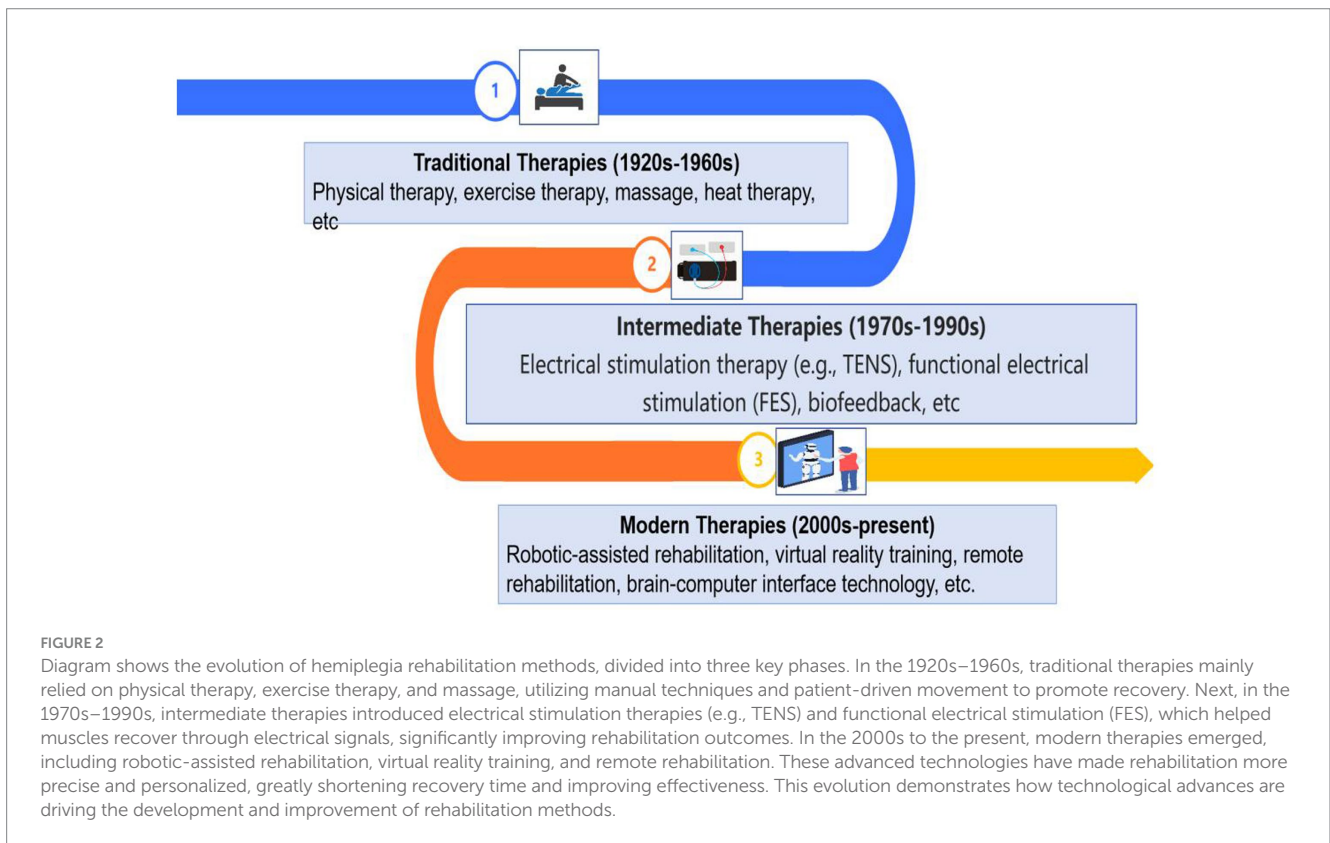 1
Traditional Therapies (1920s-1960s)
Physical therapy, exercise therapy, massage, heat therapy,
etc
2
Intermediate Therapies (1970s-1990s)
Electrical stimulation therapy (e.g., TENS), functional electrical
stimulation (FES), biofeedback, etc
3
Modern Therapies (2000s-present)
Robotic-assisted rehabilitation, virtual reality training, remote
rehabilitation, brain-computer interface technology, etc.
FIGURE 2
Diagram shows the evolution of hemiplegia rehabilitation methods, divided into three key phases. In the 1920s–1960s, traditional therapies mainly
relied on physical therapy, exercise therapy, and massage, utilizing manual techniques and patient-driven movement to promote recovery. Next, in the
1970s–1990s, intermediate therapies introduced electrical stimulation therapies (e.g., TENS) and functional electrical stimulation (FES), which helped
muscles recover through electrical signals, significantly improving rehabilitation outcomes. In the 2000s to the present, modern therapies emerged,
including robotic-assisted rehabilitation, virtual reality training, and remote rehabilitation. These advanced technologies have made rehabilitation more
precise and personalized, greatly shortening recovery time and improving effectiveness. This evolution demonstrates how technological advances are
driving the development and improvement of rehabilitation methods.